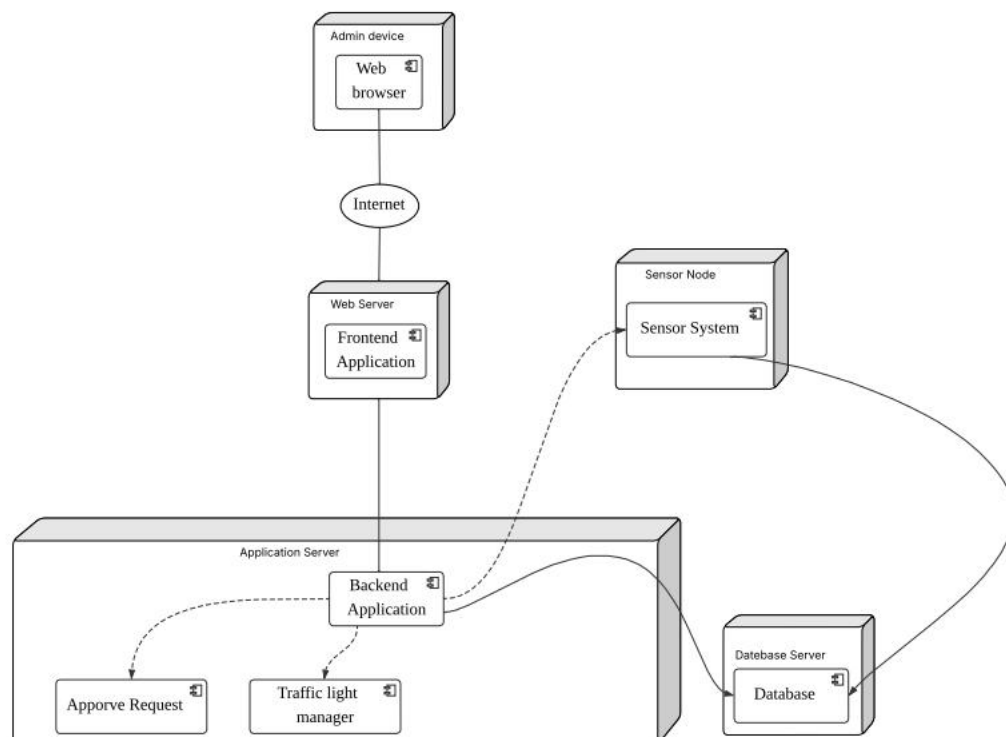 Admin device
Web
browser
Internet
Web Server
Frontend
Application
Sensor Node
Sensor System
Application Server
Backend
Application
Apporve Request
Traffic light
manager
Datebase Server
Database